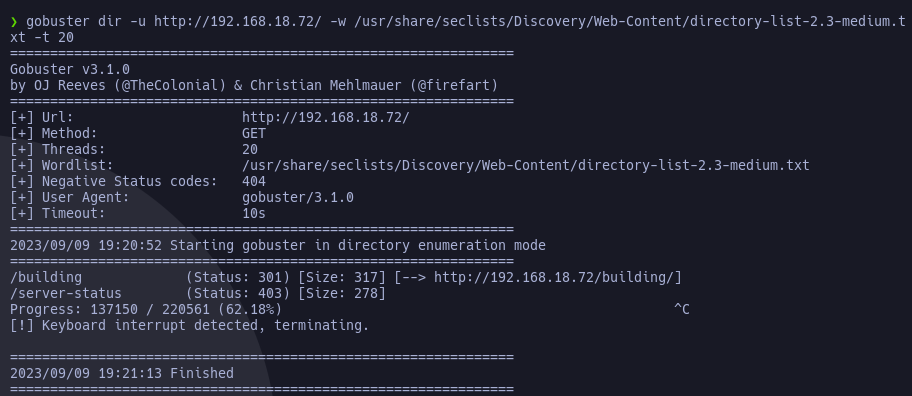 ❯ gobuster dir -u http://192.168.18.72/ -w /usr/share/seclists/Discovery/Web-Content/directory-list-2.3-medium.t
xt -t 20
===============================================================
Gobuster v3.1.0
by OJ Reeves (@TheColonial) & Christian Mehlmauer (@firefart)
===============================================================
[+] Url:                     http://192.168.18.72/
[+] Method:                  GET
[+] Threads:                 20
[+] Wordlist:                /usr/share/seclists/Discovery/Web-Content/directory-list-2.3-medium.txt
[+] Negative Status codes:   404
[+] User Agent:              gobuster/3.1.0
[+] Timeout:                 10s
===============================================================
2023/09/09 19:20:52 Starting gobuster in directory enumeration mode
===============================================================
/building             (Status: 301) [Size: 317] [--> http://192.168.18.72/building/]
/server-status        (Status: 403) [Size: 278]
Progress: 137150 / 220561 (62.18%)                                                 ^C
[!] Keyboard interrupt detected, terminating.
===============================================================
2023/09/09 19:21:13 Finished
===============================================================